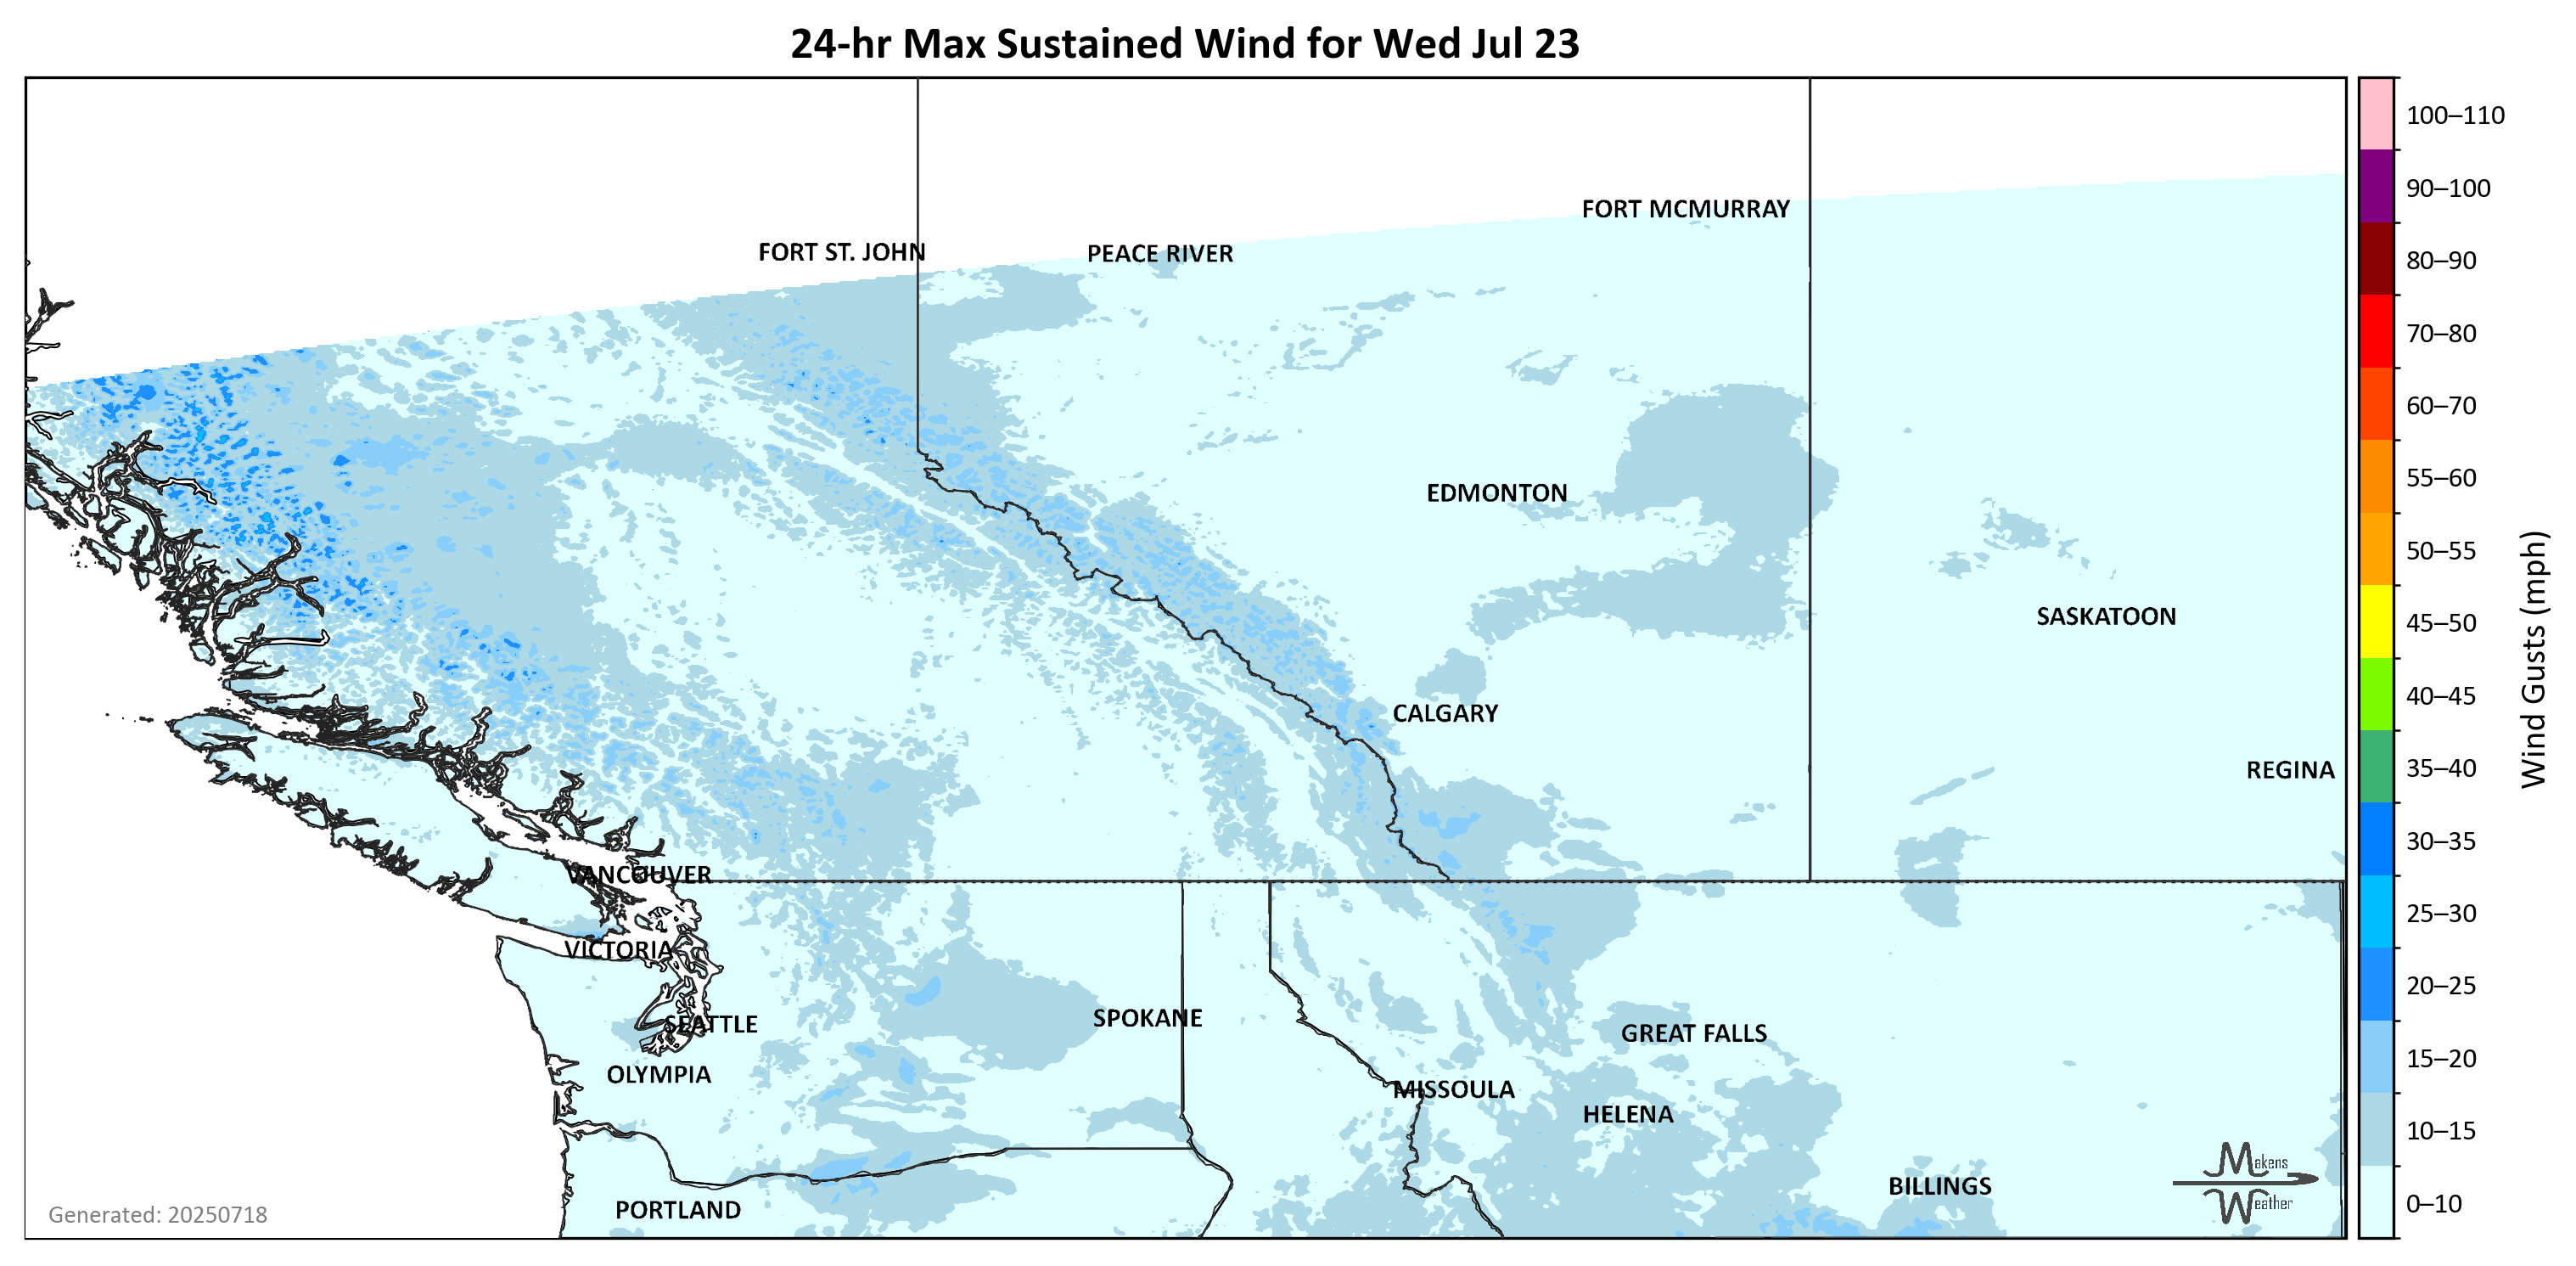 24-hr Max Sustained Wind for Wed Jul 23
FORT MCMURRAY
FORT ST. JOHN
PEACE RIVER
EDMONTON
SASKATOON
CALGARY
REGINA
VANCOUVER
VICTORIA
SEATTLE
SPOKANE
GREAT FALLS
OLYMPIA
MISSOULA
HELENA
BILLINGS
PORTLAND
Generated: 20250718
Makens
Weather
100–110
90–100
80–90
70–80
60–70
55–60
50–55
45–50
40–45
35–40
30–35
25–30
20–25
15–20
10–15
0–10
Wind Gusts (mph)